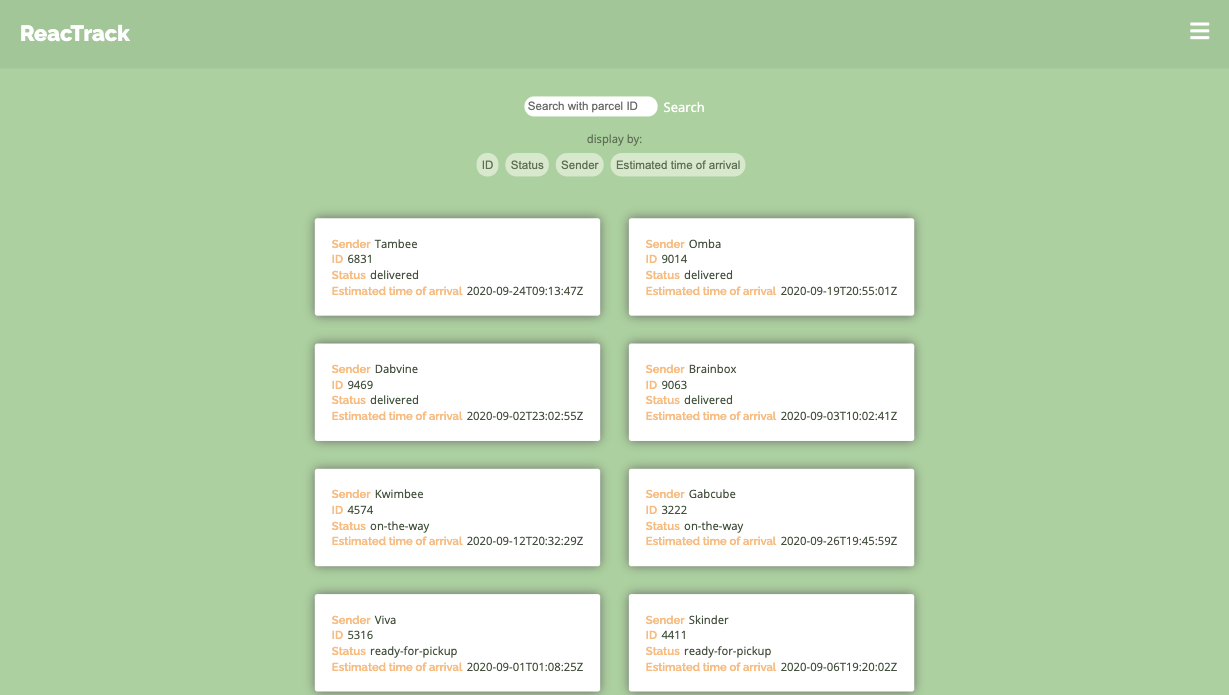 ReacTrack
Search with parcel ID Search
display by:
ID Status Sender Estimated time of arrival
Sender Tambee
ID 6831
Status delivered
Estimated time of arrival 2020-09-24T09:13:47Z
Sender Omba
ID 9014
Status delivered
Estimated time of arrival 2020-09-19T20:55:01Z
Sender Dabvine
ID 9469
Status delivered
Estimated time of arrival 2020-09-02T23:02:55Z
Sender Brainbox
ID 9063
Status delivered
Estimated time of arrival 2020-09-03T10:02:41Z
Sender Kwimbee
ID 4574
Status on-the-way
Estimated time of arrival 2020-09-12T20:32:29Z
Sender Gabcube
ID 3222
Status on-the-way
Estimated time of arrival 2020-09-26T19:45:59Z
Sender Viva
ID 5316
Status ready-for-pickup
Estimated time of arrival 2020-09-01T01:08:25Z
Sender Skinder
ID 4411
Status ready-for-pickup
Estimated time of arrival 2020-09-06T19:20:02Z